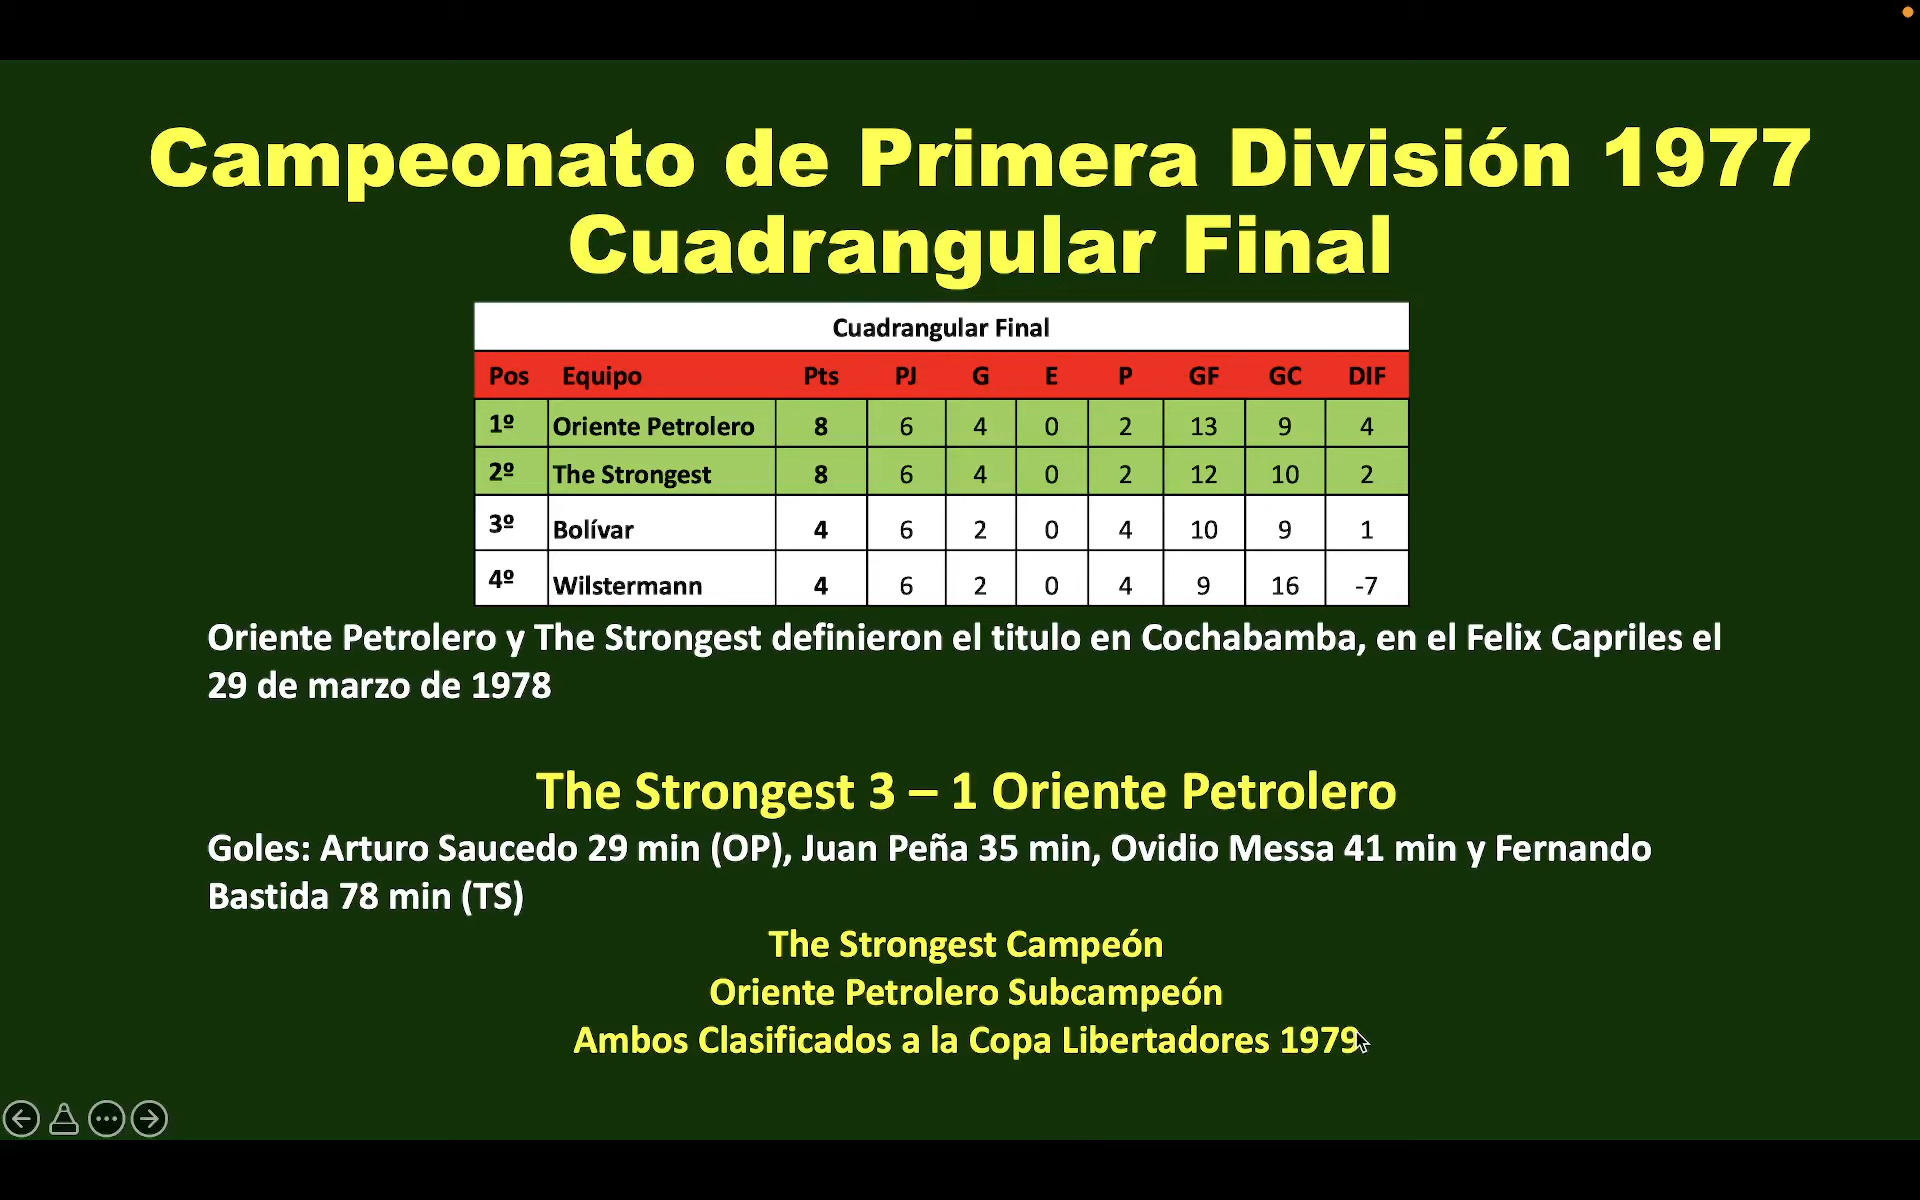 Campeonato de Primera División 1977
Cuadrangular Final
Cuadrangular Final
Pos Equipo Pts PJ G E P GF GC DIF
1º Oriente Petrolero 8 6 4 0 2 13 9 4
2º The Strongest 8 6 4 0 2 12 10 2
3º Bolívar 4 6 2 0 4 10 9 1
4º Wilstermann 4 6 2 0 4 9 16 -7
Oriente Petrolero y The Strongest definieron el titulo en Cochabamba, en el Felix Capriles el
29 de marzo de 1978
The Strongest 3 – 1 Oriente Petrolero
Goles: Arturo Saucedo 29 min (OP), Juan Peña 35 min, Ovidio Messa 41 min y Fernando
Bastida 78 min (TS)
The Strongest Campeón
Oriente Petrolero Subcampeón
Ambos Clasificados a la Copa Libertadores 1979